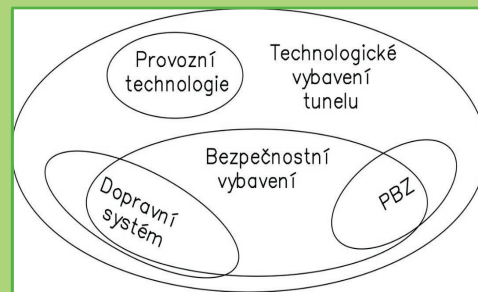 Provozní
technologie
Technologické
vybavení
tunelu
Bezpečnostní
vybavení
Dopravní
systém
PBZ